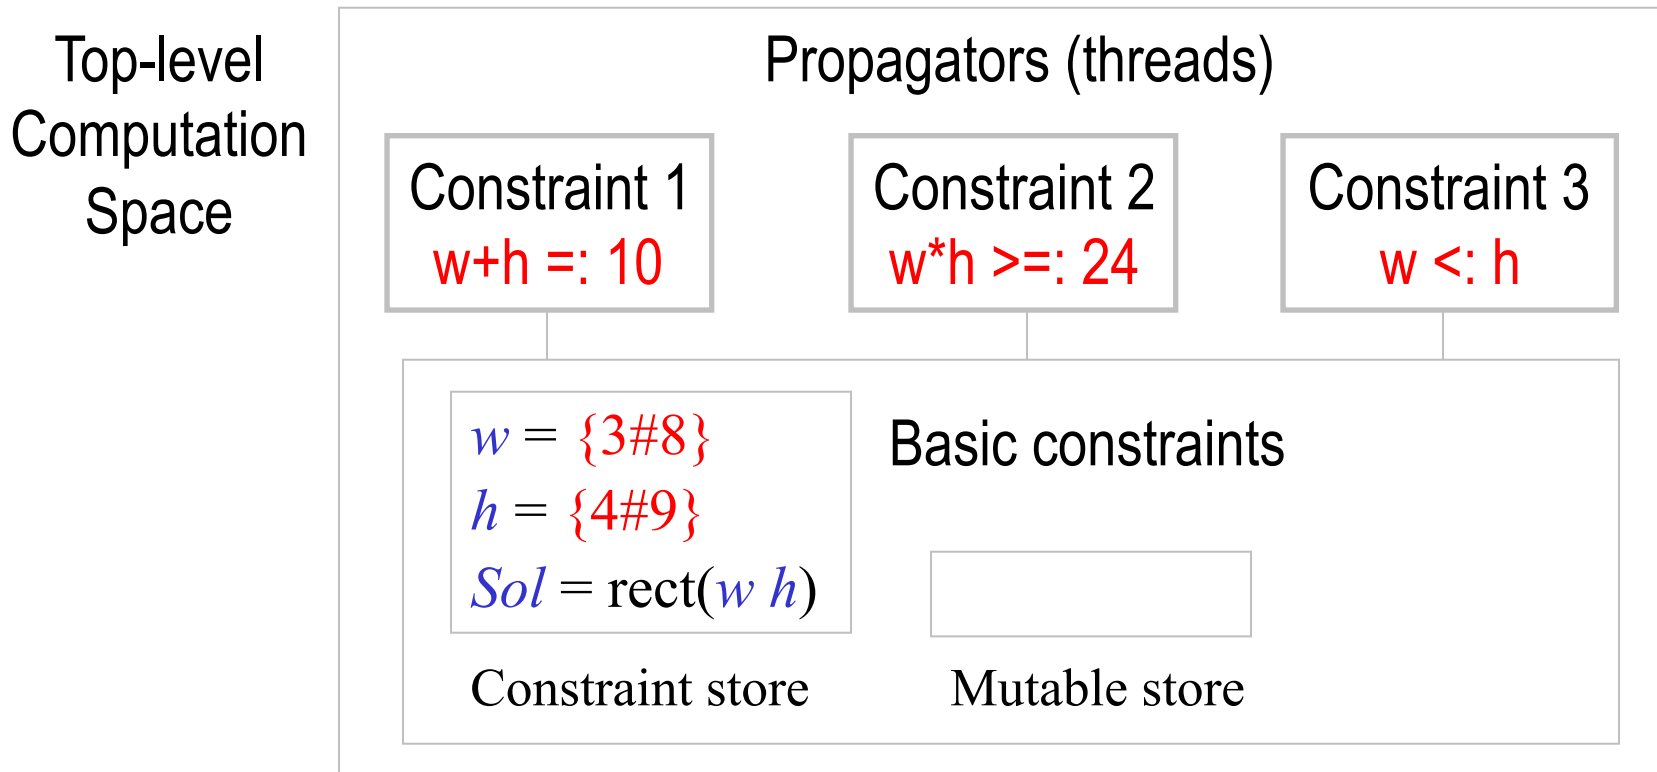 Top-level
Computation
Space
Propagators (threads)
Constraint 1
w+h =: 10
Constraint 2
w*h >=: 24
Constraint 3
w <: h
w = {3#8}
h = {4#9}
Sol = rect(w h)
Constraint store
Basic constraints
Mutable store